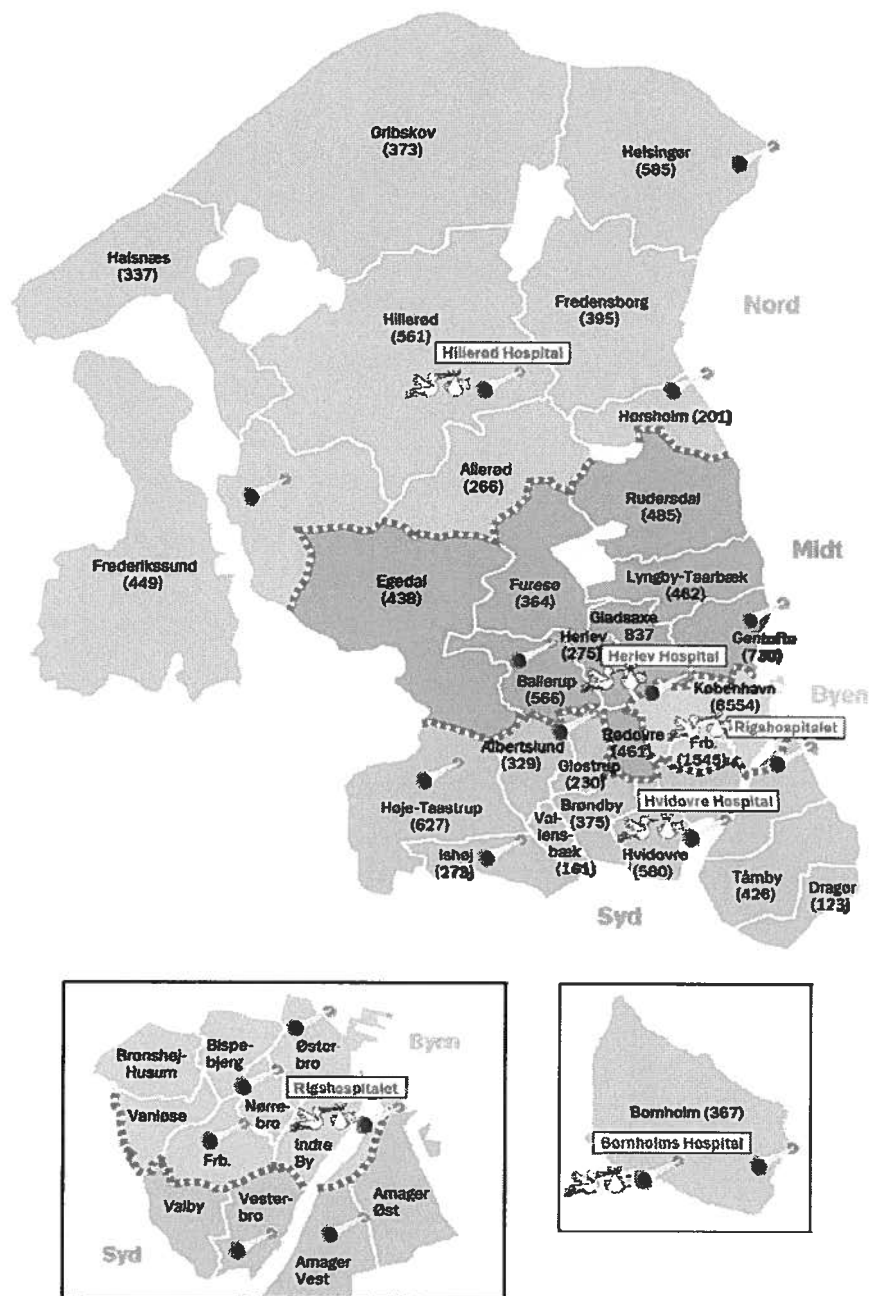 Gribskov
(373)
Helsingør
(585)
Halsnæs
(337)
Fredensborg
(395)
Nord
Hillerød
(561)
Hillerød Hospital
Hørsholm (201)
Allerød
(266)
Rudersdal
(485)
Midt
Frederikssund
(449)
Egedal
(438)
Furesø
(364)
Lyngby-Taarbæk
(462)
Gladsaxe
637
Gentofte
Herlev
(275)
Herlev Hospital
Ballerup
(566)
København
(6554)
Byen
Rigshospitalet
Albertslund
(329)
Rødovre
(461)
Frb.
(1545)
Glostrup
(230)
Høje-Taastrup
(627)
Brøndby
(375)
Hvidovre Hospital
Val-
lens-
bæk
(161)
Ishøj
Hvidovre
(580)
Tårnby
(426)
Dragør
(123)
Syd
Byen
Brønshøj-
Husum
Bispe-
bjerg
Øster-
bro
Rigshospitalet
Vanløse
Nørre-
bro
Indre
By
Frb.
Valby
Vester-
bro
Amager
Øst
Syd
Amager
Vest
Bornholm (367)
Bornholms Hospital